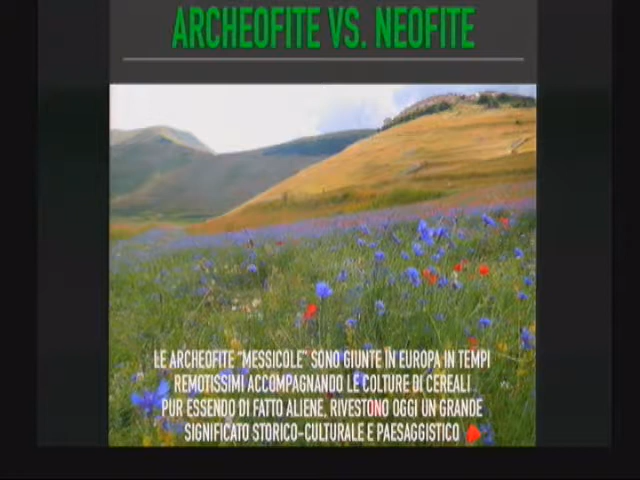 ARCHEOFITE VS. NEOFITE
LE ARCHEOFITE "MESSICOLE" SONO GIUNTE IN EUROPA IN TEMPI
REMOTISSIMI ACCOMPAGNANDO LE COLTURE DI CEREALI
PUR ESSENDO DI FATTO ALIENE, RIVESTONO OGGI UN GRANDE
SIGNIFICATO STORICO-CULTURALE E PAESAGGISTICO